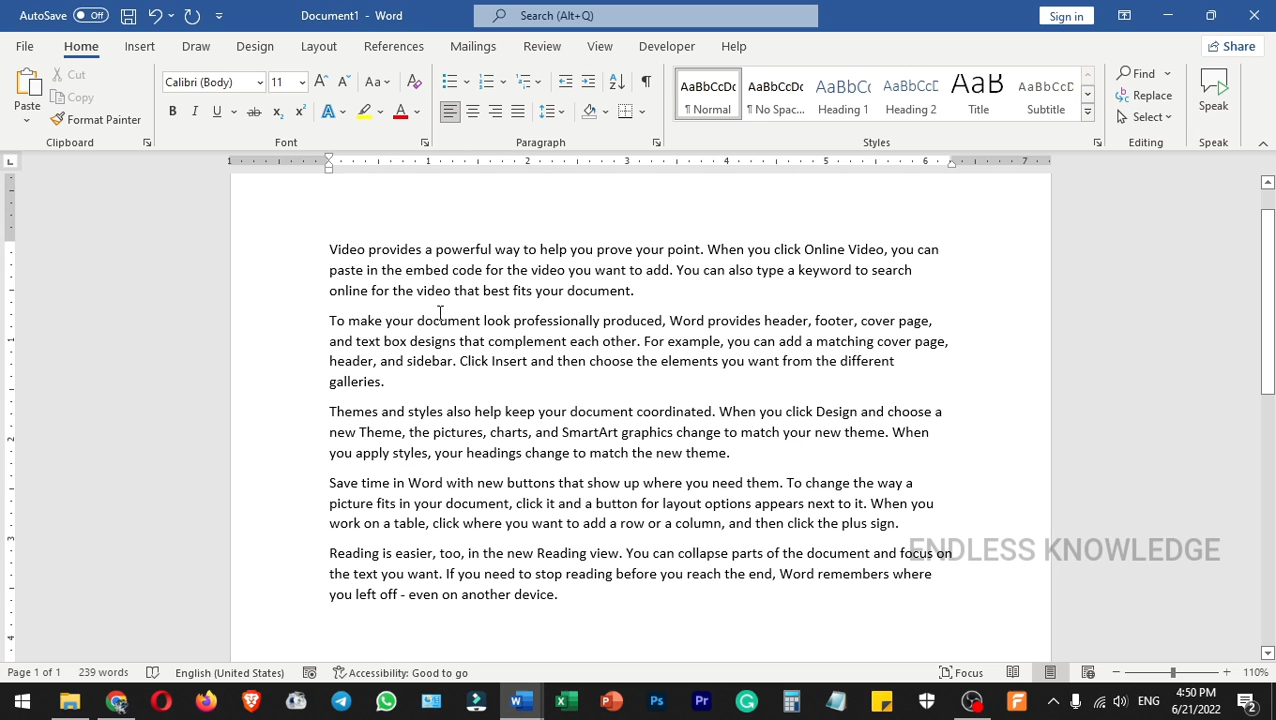 AutoSave Off Document1 - Word Search (Alt+Q) Sign in
File Home Insert Draw Design Layout References Mailings Review View Developer Help Share
Paste Cut Copy Format Painter
Calibri (Body) 11
AaBbCcDc AaBbCcDc AaBbCc AaBbCcD AaB AaBbCcD
¶ Normal ¶ No Spac... Heading 1 Heading 2 Title Subtitle
Find Replace Select Speak
Clipboard Font Paragraph Styles Editing Speak
1 1 2 3 4 5 6 7
Video provides a powerful way to help you prove your point. When you click Online Video, you can
paste in the embed code for the video you want to add. You can also type a keyword to search
online for the video that best fits your document.
To make your document look professionally produced, Word provides header, footer, cover page,
and text box designs that complement each other. For example, you can add a matching cover page,
header, and sidebar. Click Insert and then choose the elements you want from the different
galleries.
Themes and styles also help keep your document coordinated. When you click Design and choose a
new Theme, the pictures, charts, and SmartArt graphics change to match your new theme. When
you apply styles, your headings change to match the new theme.
Save time in Word with new buttons that show up where you need them. To change the way a
picture fits in your document, click it and a button for layout options appears next to it. When you
work on a table, click where you want to add a row or a column, and then click the plus sign.
Reading is easier, too, in the new Reading view. You can collapse parts of the document and focus on
the text you want. If you need to stop reading before you reach the end, Word remembers where
you left off - even on another device.
ENDLESS KNOWLEDGE
Page 1 of 1 239 words English (United States) Accessibility: Good to go Focus 110%
ENG 4:50 PM
6/21/2022 2